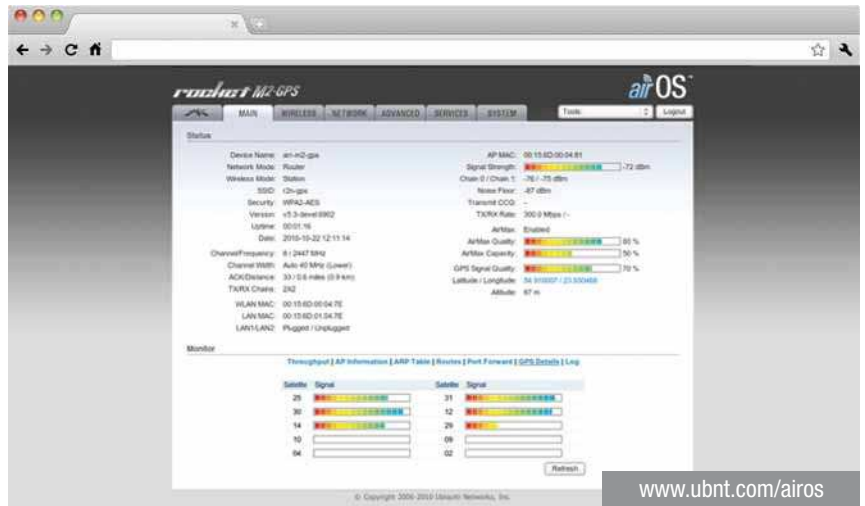 rocket M2-GPS
airOS™
MAIN WIRELESS NETWORK ADVANCED SERVICES SYSTEM Tools: Logout
Status
Device Name: arr-m2-gps
Network Mode: Router
Wireless Mode: Station
SSID: r2n-gps
Security: WPA2-AES
Version: v5.3-devel.6902
Uptime: 00:01:16
Date: 2010-10-22 12:11:14
Channel/Frequency: 8 / 2447 MHz
Channel Width: Auto 40 MHz (Lower)
ACK/Distance: 33 / 0.6 miles (0.9 km)
TX/RX Chains: 2X2
WLAN MAC: 00:15:6D:00:04:7E
LAN MAC: 00:15:6D:01:04:7E
LAN1/LAN2: Plugged / Unplugged
AP MAC: 00:15:6D:00:04:81
Signal Strength: -72 dBm
Chain 0 / Chain 1: -76 / -75 dBm
Noise Floor: -87 dBm
Transmit CCQ: -
TX/RX Rate: 300.0 Mbps / -
AirMax: Enabled
AirMax Quality: 80 %
AirMax Capacity: 50 %
GPS Signal Quality: 70 %
Latitude / Longitude:
Altitude: 67 m
Monitor
Throughput | AP Information | ARP Table | Routes | Port Forward | GPS Details | Log
Satellite Signal Satellite Signal
25 31
30 12
14 29
10 09
04 02
Refresh
© Copyright 2006-2010 Ubiquiti Networks, Inc.
www.ubnt.com/airos